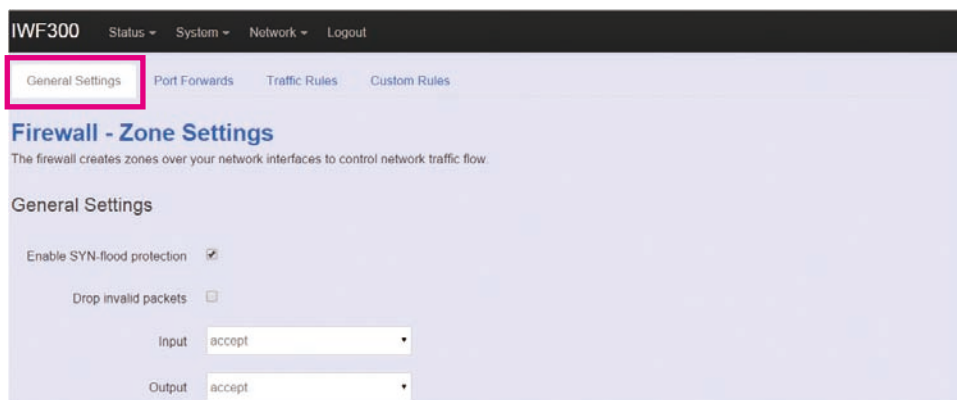 IWF300 Status System Network Logout
General Settings Port Forwards Traffic Rules Custom Rules
Firewall - Zone Settings
The firewall creates zones over your network interfaces to control network traffic flow.
General Settings
Enable SYN-flood protection
Drop invalid packets
Input accept
Output accept